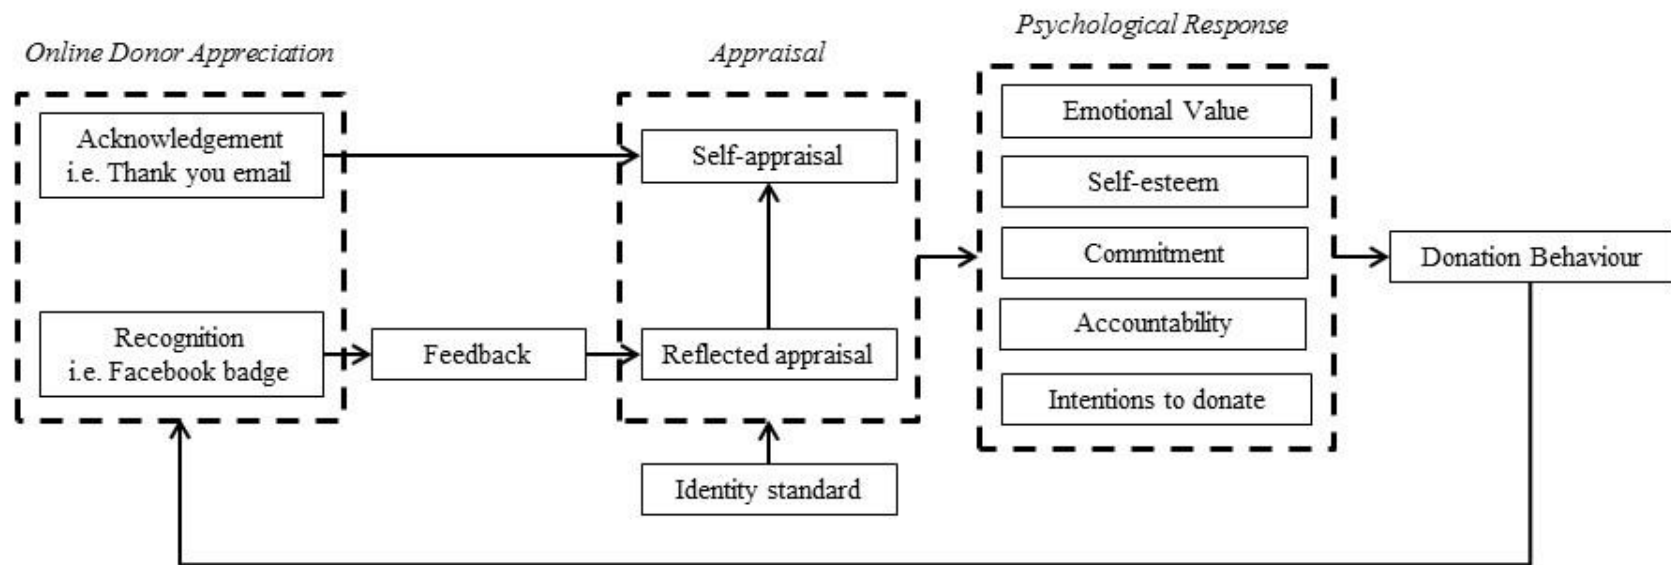 Online Donor Appreciation
Acknowledgement
i.e. Thank you email
Recognition
i.e. Facebook badge
Feedback
Appraisal
Self-appraisal
Reflected appraisal
Identity standard
Psychological Response
Emotional Value
Self-esteem
Commitment
Accountability
Intentions to donate
Donation Behaviour